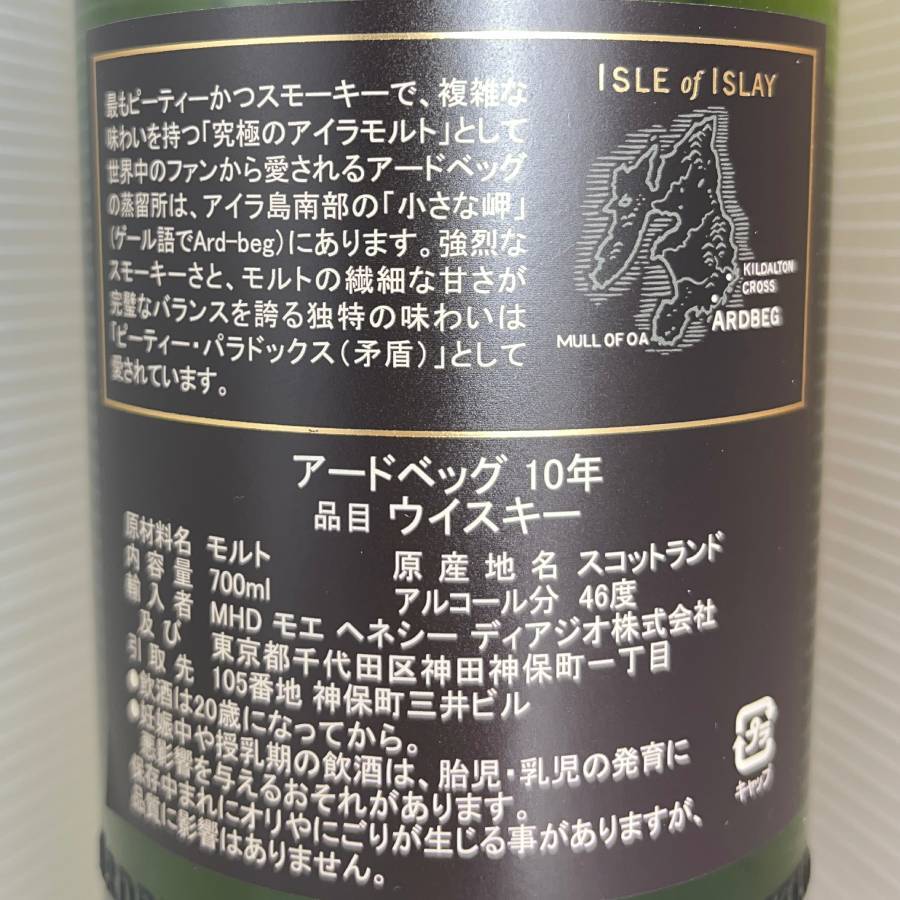 最もピーティーかつスモーキーで、複雑な
味わいを持つ「究極のアイラモルト」として
世界中のファンから愛されるアードベッグ
の蒸留所は、アイラ島南部の「小さな岬」
(ゲール語でArd-beg)にあります。強烈な
スモーキーさと、モルトの繊細な甘さが
完璧なバランスを誇る独特の味わいは
「ピーティー・パラドックス(矛盾)」として
愛されています。
ISLE of ISLAY
KILDALTON
CROSS
ARDBEG
MULL OF OA
アードベッグ 10年
品目 ウイスキー
原材料名 モルト 原産地名 スコットランド
内容量 700ml アルコール分 46度
輸入者 MHD モエ ヘネシー ディアジオ株式会社
及び 東京都千代田区神田神保町一丁目
引取先 105番地 神保町三井ビル
●飲酒は20歳になってから。
●妊娠中や授乳期の飲酒は、胎児・乳児の発育に
悪影響を与えるおそれがあります。
保存中まれにオリやにごりが生じる事がありますが、
品質に影響はありません。
プラ
キャップ